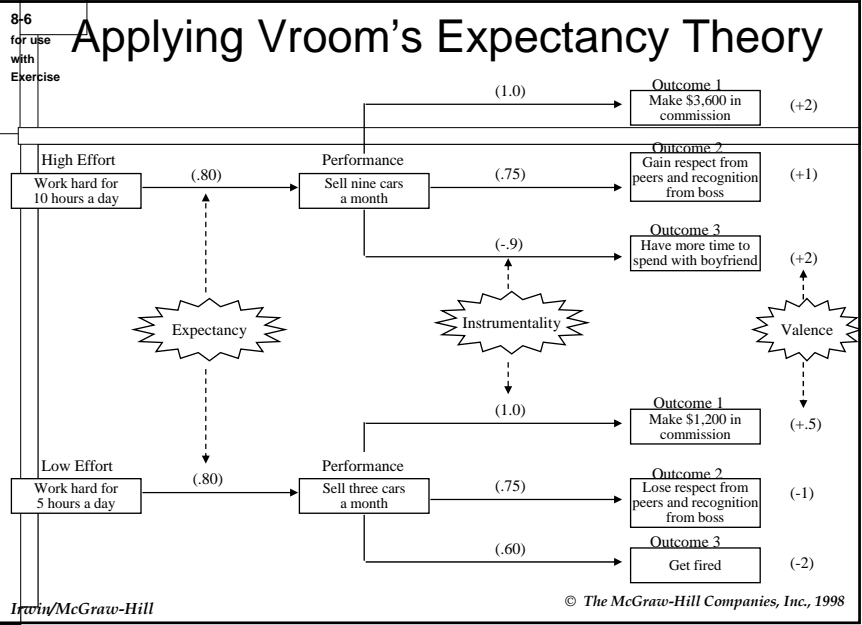 8-6
for use
with
Exercise
Applying Vroom's Expectancy Theory
(1.0)
Outcome 1
Make $3,600 in
commission
(+2)
High Effort
Work hard for
10 hours a day
(.80)
Performance
Sell nine cars
a month
(.75)
Outcome 2
Gain respect from
peers and recognition
from boss
(+1)
(-.9)
Outcome 3
Have more time to
spend with boyfriend
(+2)
Expectancy
Instrumentality
Valence
(1.0)
Outcome 1
Make $1,200 in
commission
(+.5)
Low Effort
Work hard for
5 hours a day
(.80)
Performance
Sell three cars
a month
(.75)
Outcome 2
Lose respect from
peers and recognition
from boss
(-1)
(.60)
Outcome 3
Get fired
(-2)
Irwin/McGraw-Hill
© The McGraw-Hill Companies, Inc., 1998